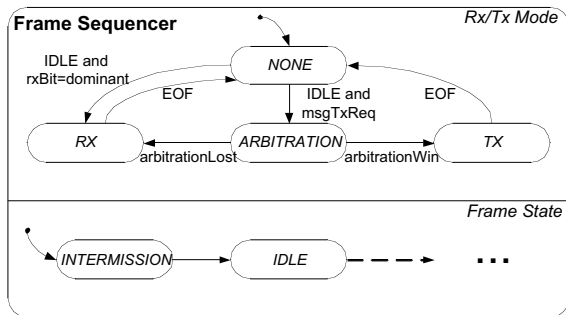 Frame Sequencer
Rx/Tx Mode
IDLE and
rxBit=dominant
NONE
EOF
IDLE and
msgTxReq
EOF
RX
ARBITRATION
TX
arbitrationLost
arbitrationWin
Frame State
INTERMISSION
IDLE
...